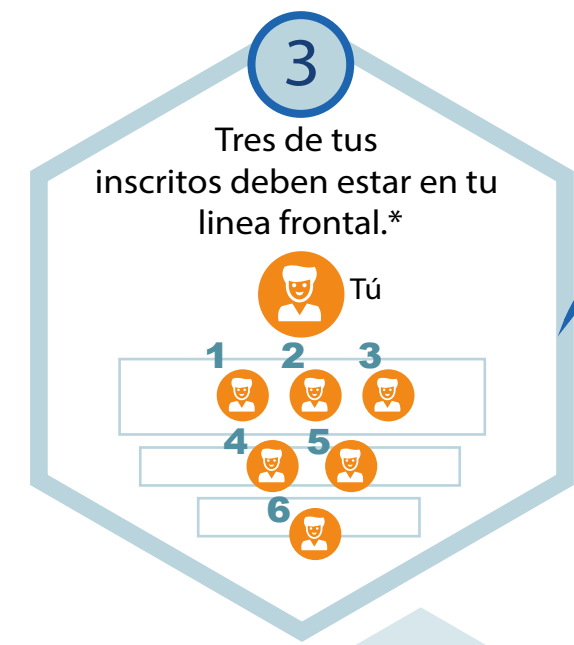 3
Tres de tus
inscritos deben estar en tu
linea frontal.*
Tú
1 2 3
4 5
6